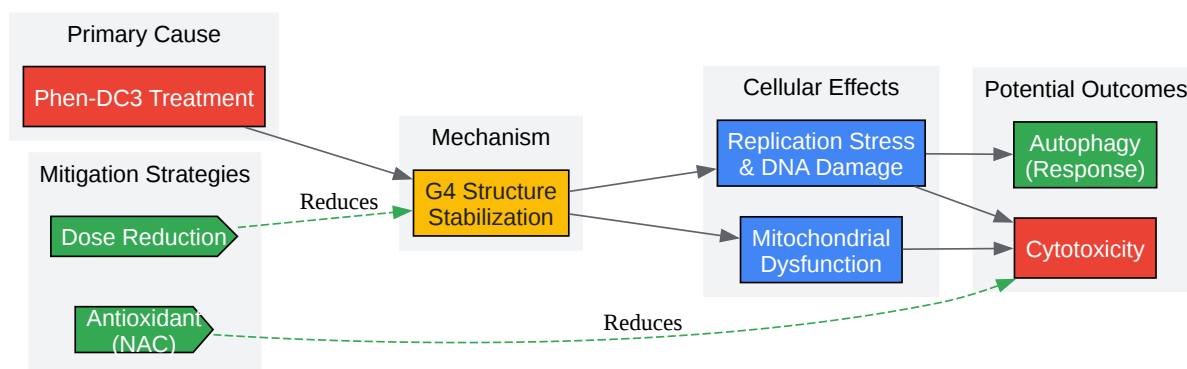 Primary Cause
Phen-DC3 Treatment
Mitigation Strategies
Dose Reduction
Antioxidant
(NAC)
Reduces
Mechanism
G4 Structure
Stabilization
Reduces
Cellular Effects
Replication Stress
& DNA Damage
Mitochondrial
Dysfunction
Potential Outcomes
Autophagy
(Response)
Cytotoxicity